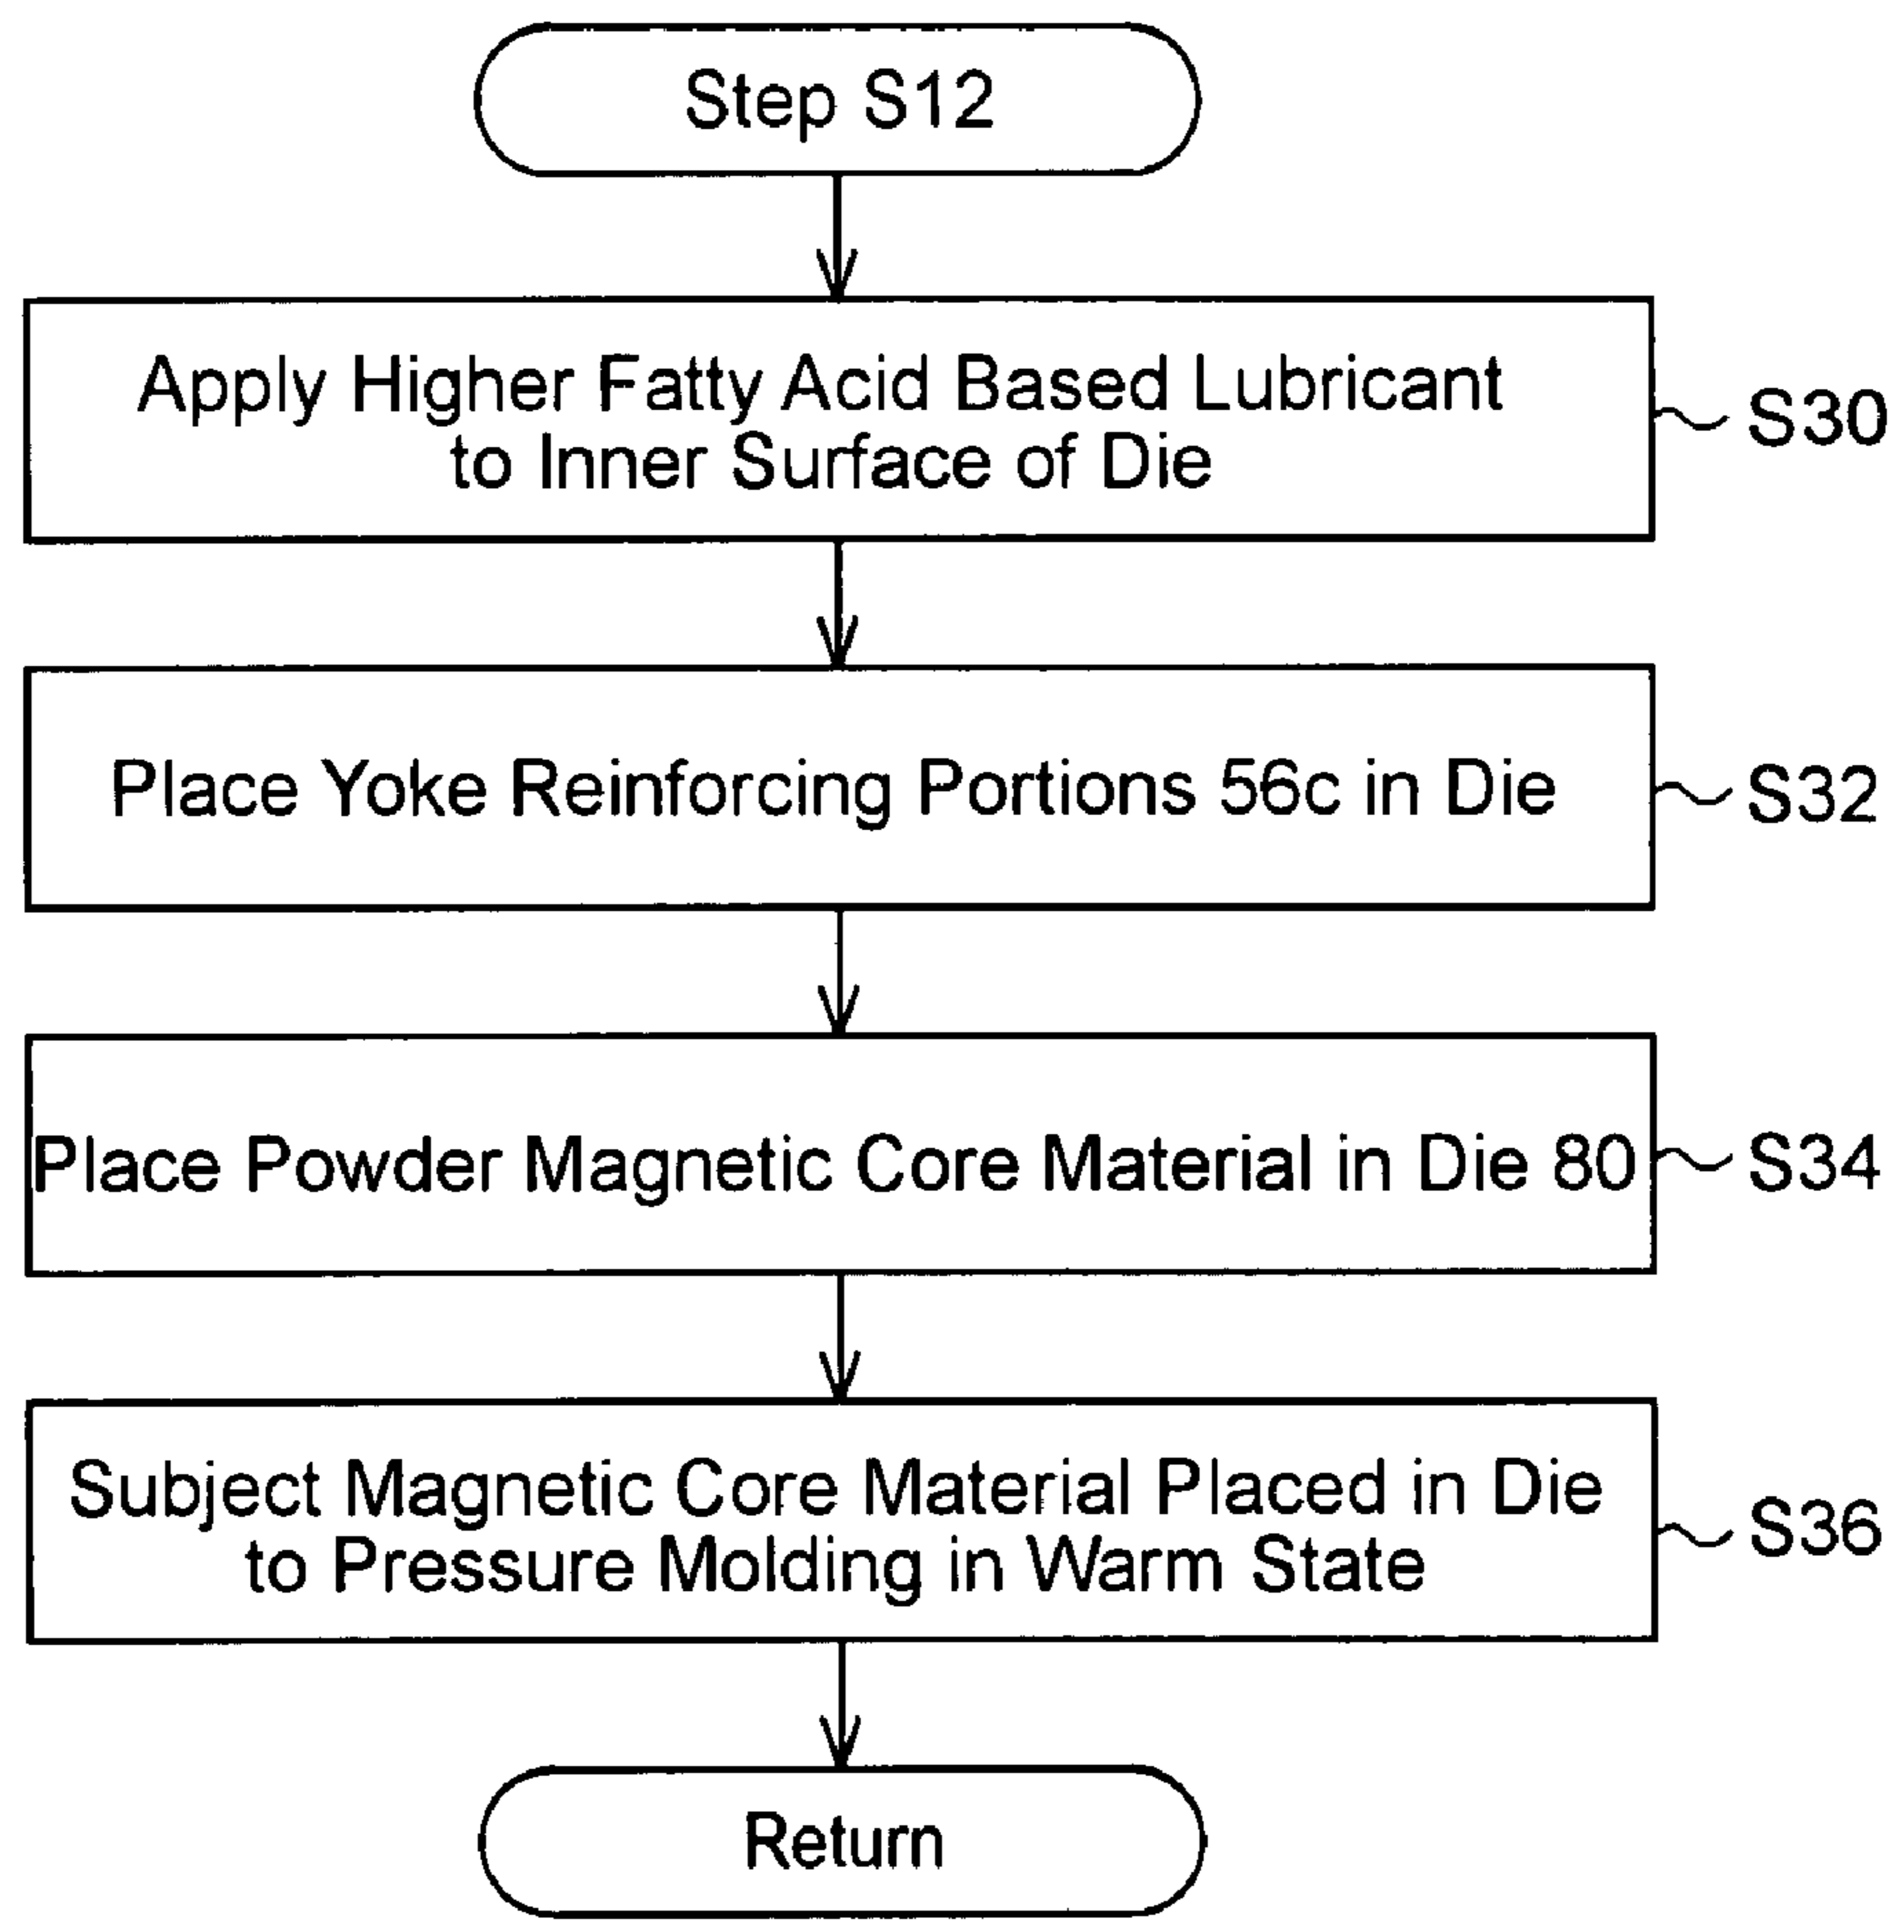 Step S12
Apply Higher Fatty Acid Based Lubricant
to Inner Surface of Die
S30
Place Yoke Reinforcing Portions 56c in Die
S32
Place Powder Magnetic Core Material in Die 80
S34
Subject Magnetic Core Material Placed in Die
to Pressure Molding in Warm State
S36
Return